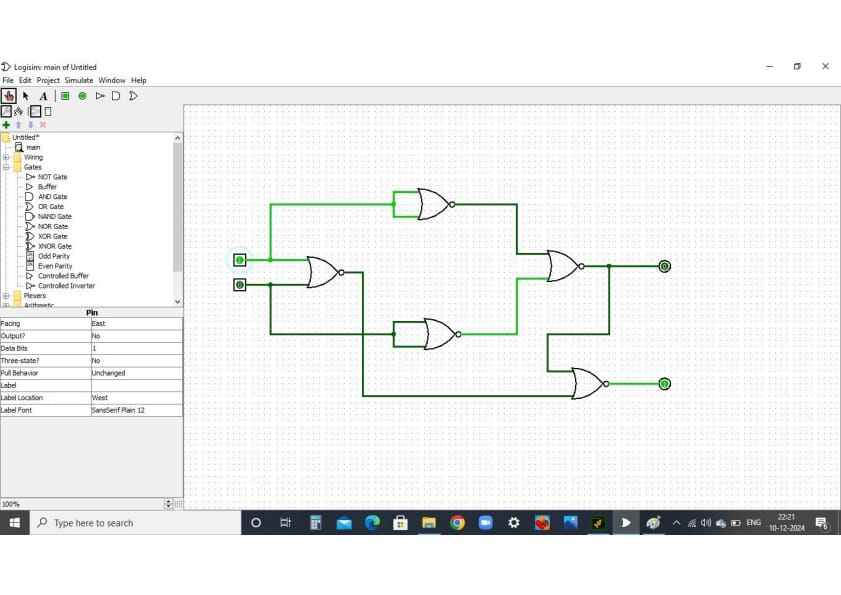 Logisim: main of Untitled
File Edit Project Simulate Window Help
A
Untitled*
main
Wiring
Gates
NOT Gate
Buffer
AND Gate
OR Gate
NAND Gate
NOR Gate
XOR Gate
XNOR Gate
Odd Parity
Even Parity
Controlled Buffer
Controlled Inverter
Plexers
Arithmetic
Pin
Facing East
Output? No
Data Bits 1
Three-state? No
Pull Behavior Unchanged
Label
Label Location West
Label Font SansSerif Plain 12
100%
Type here to search
ENG
22:21
10-12-2024
6